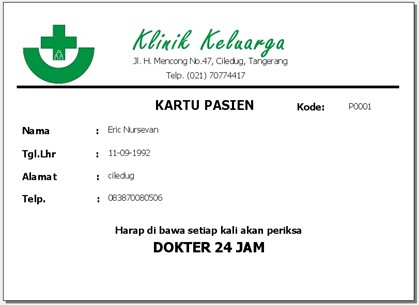 Klinik Keluarga
Jl. H. Mencong No.47, Ciledug, Tangerang
Telp. (021) 70774417
KARTU PASIEN Kode: P0001
Nama : Eric Nursevan
Tgl.Lhr : 11-09-1992
Alamat : ciledug
Telp. : 083870080506
Harap di bawa setiap kali akan periksa
DOKTER 24 JAM